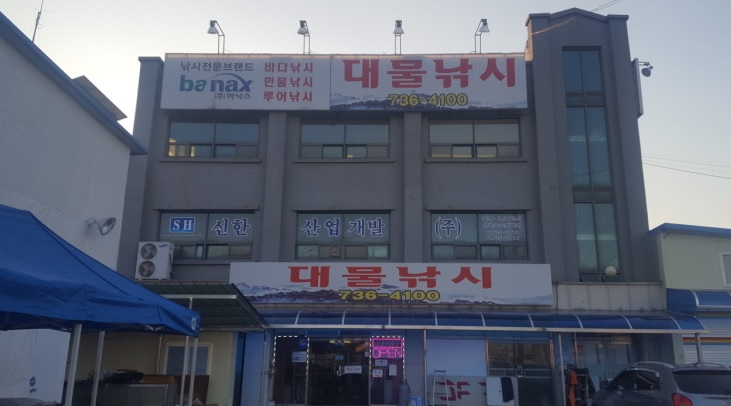 낚시전문브랜드
banax
(주)바낙스
바다낚시
민물낚시
루어낚시
대물낚시
736-4100
SH 신한 산업개발 (주)
대물낚시
736-4100
OPEN